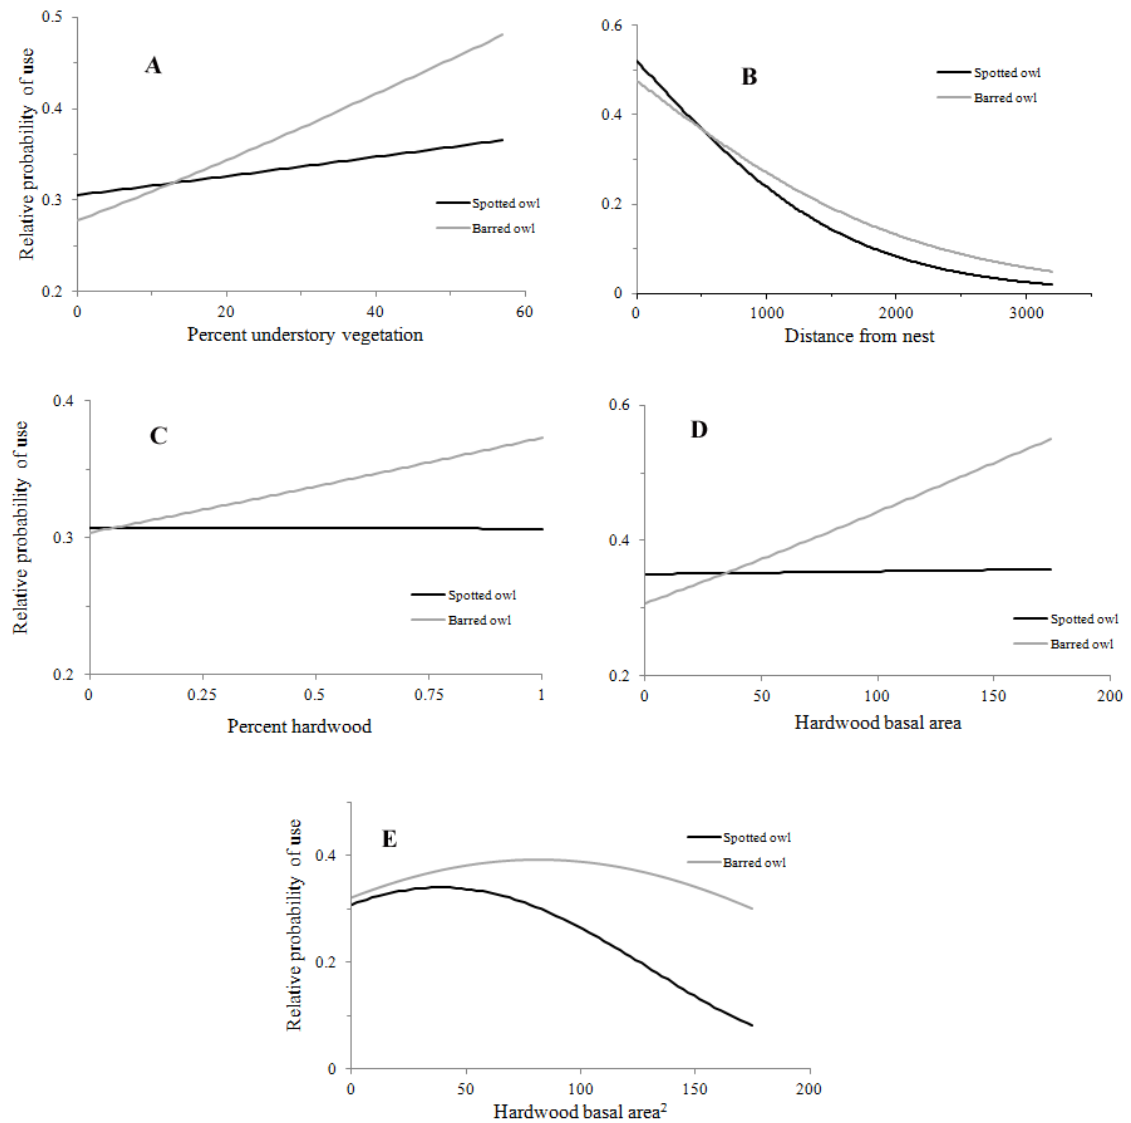 0.5
A
Relative probability of use
0.4
0.3
Spotted owl
Barred owl
0.2
0
20
40
60
Percent understory vegetation
0.6
B
Spotted owl
Barred owl
0.4
0.2
0
0
1000
2000
3000
Distance from nest
0.4
C
Relative probability of use
0.3
Spotted owl
Barred owl
0.2
0
0.25
0.5
0.75
1
Percent hardwood
0.6
D
0.4
Spotted owl
Barred owl
0.2
0
50
100
150
200
Hardwood basal area
E
Relative probability of use
Spotted owl
Barred owl
0.4
0.2
0
0
50
100
150
200
Hardwood basal area²